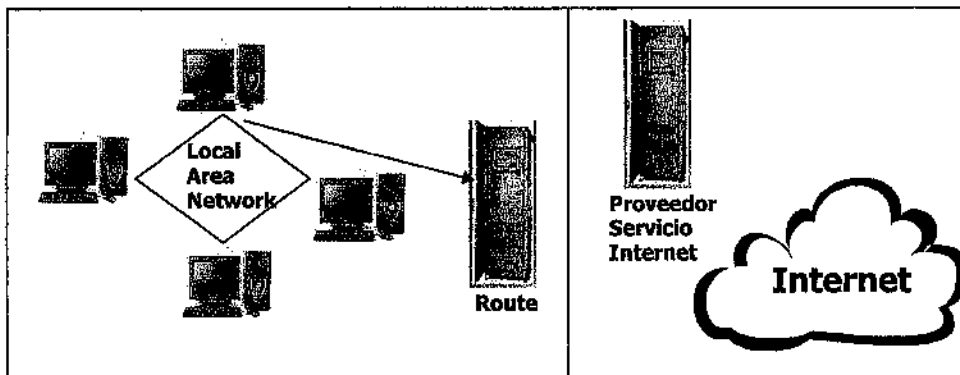 Local
Area
Network
Route
Proveedor
Servicio
Internet
Internet